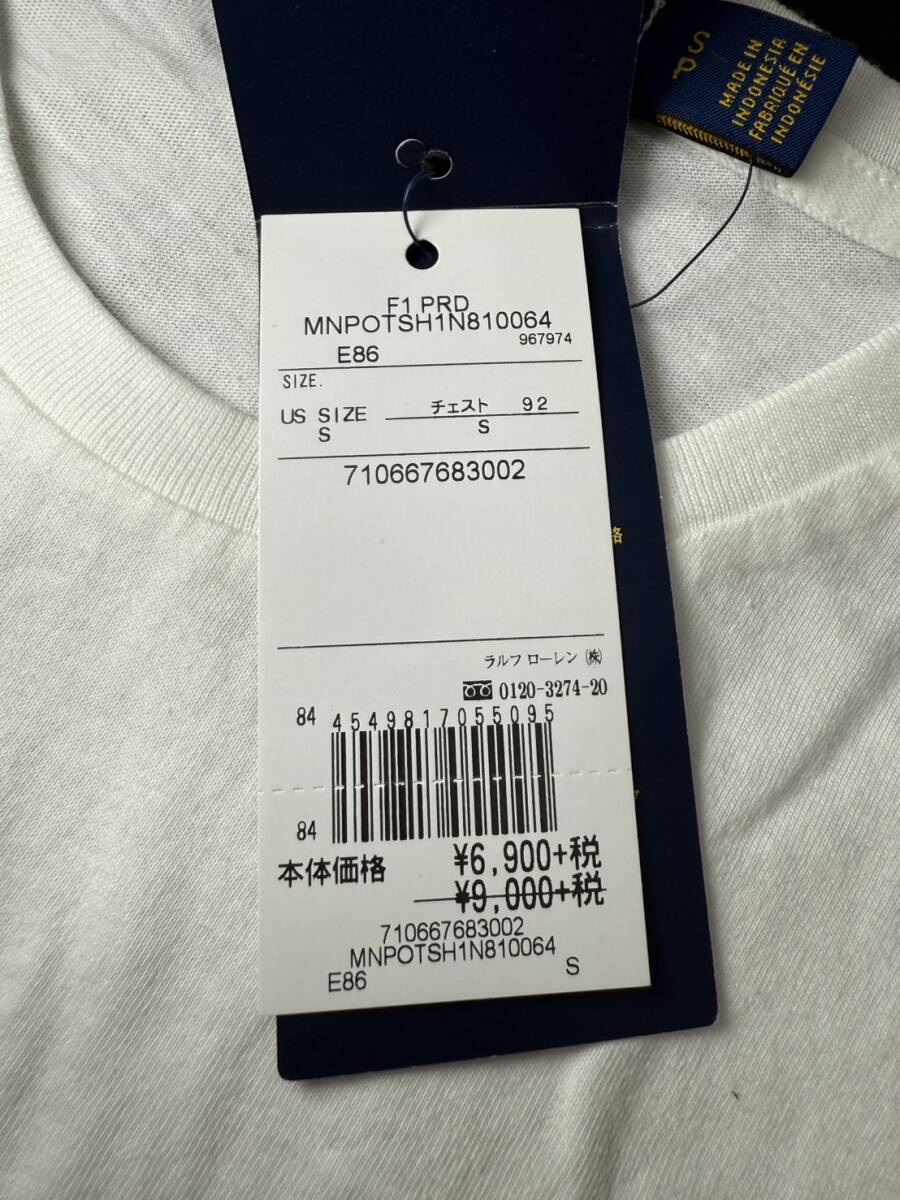 SP
MADE IN
INDONESIA
FABRIQUÉ EN
INDONÉSIE
F1 PRD
MNPOTSH1N810064
E86 967974
SIZE.
US SIZE チェスト 92
S S
710667683002
ラルフ ローレン ㈱
0120-3274-20
84 4549817055095
84
本体価格 ¥6,900+税
¥9,000+税
710667683002
MNPOTSH1N810064
E86 S